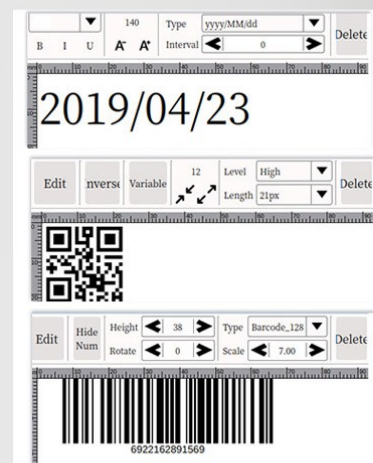 140 Type yyyy/MM/dd Delete
B I U A- A+ Interval 0
2019/04/23
Edit nverse Variable 12 Level High Delete
Length 21px
Edit Hide Num Height 38 Type Barcode_128 Delete
Rotate 0 Scale 7.00
6922162891569